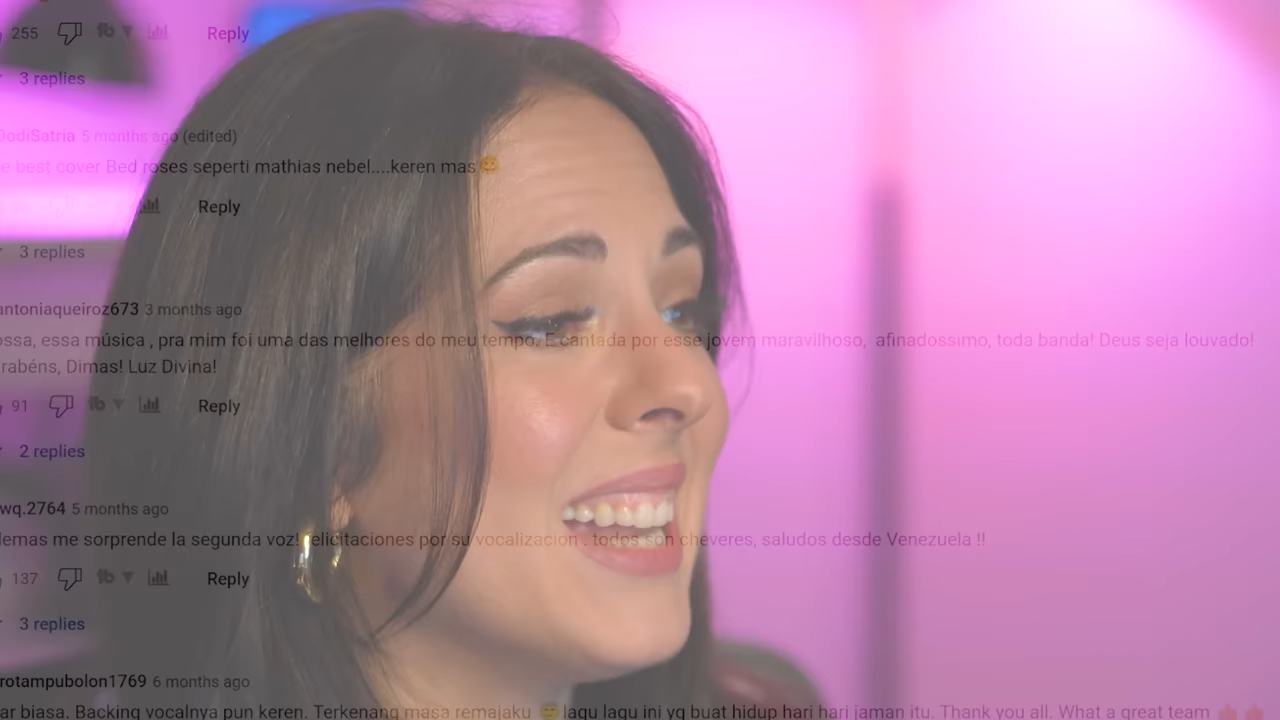 255 Reply
3 replies
DodiSatria 5 months ago (edited)
e best cover Bed roses seperti mathias nebel....keren mas 😁
Reply
3 replies
antoniaqueiroz673 3 months ago
ossa, essa música , pra mim foi uma das melhores do meu tempo. cantada por esse jovem maravilhoso, afinadossimo, toda banda! Deus seja louvado!
rabéns, Dimas! Luz Divina!
91 Reply
2 replies
wq.2764 5 months ago
lemas me sorprende la segunda voz! felicitaciones por su vocalizacion. todos son cheveres, saludos desde Venezuela !!
137 Reply
3 replies
rotampubolon1769 6 months ago
ar biasa. Backing vocalnya pun keren. Terkenang masa remajaku 😁 lagu lagu ini yg buat hidup hari hari jaman itu. Thank you all. What a great team